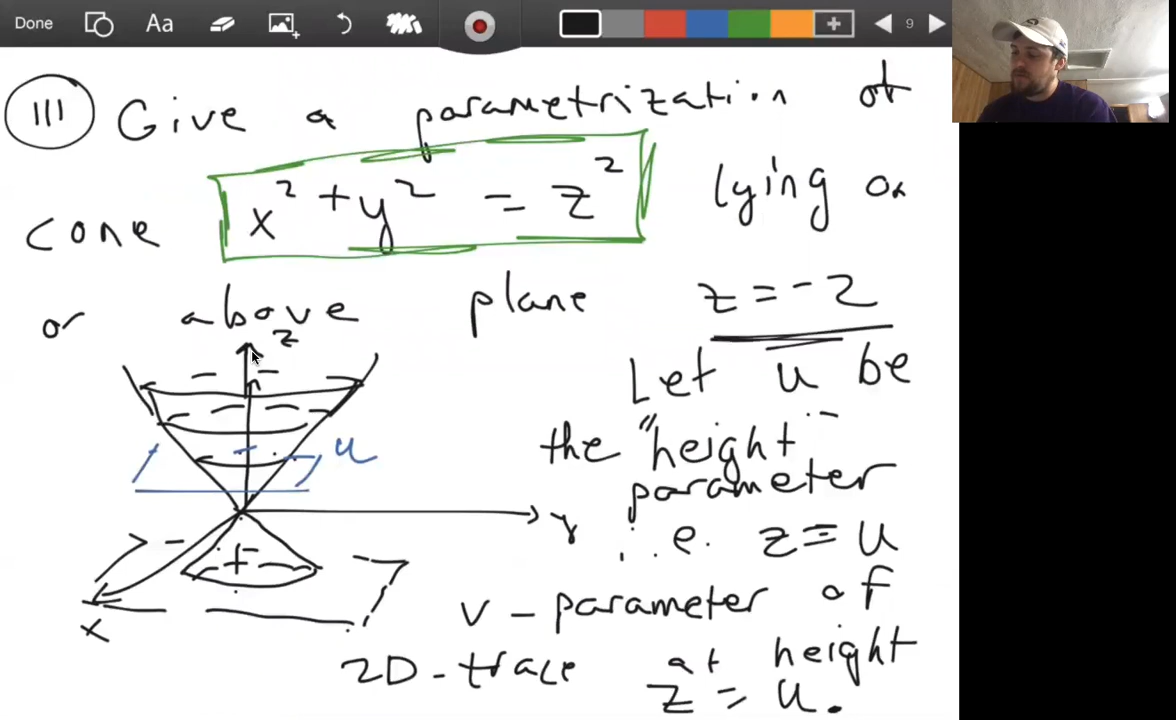 Done Aa 9
III Give a parametrization of
cone x² + y² = z² lying on
or above plane z = -2
z
Let u be
u
the "height"
parameter
y
i.e. z = u
v - parameter of
x
2D - trace at height
z = u.